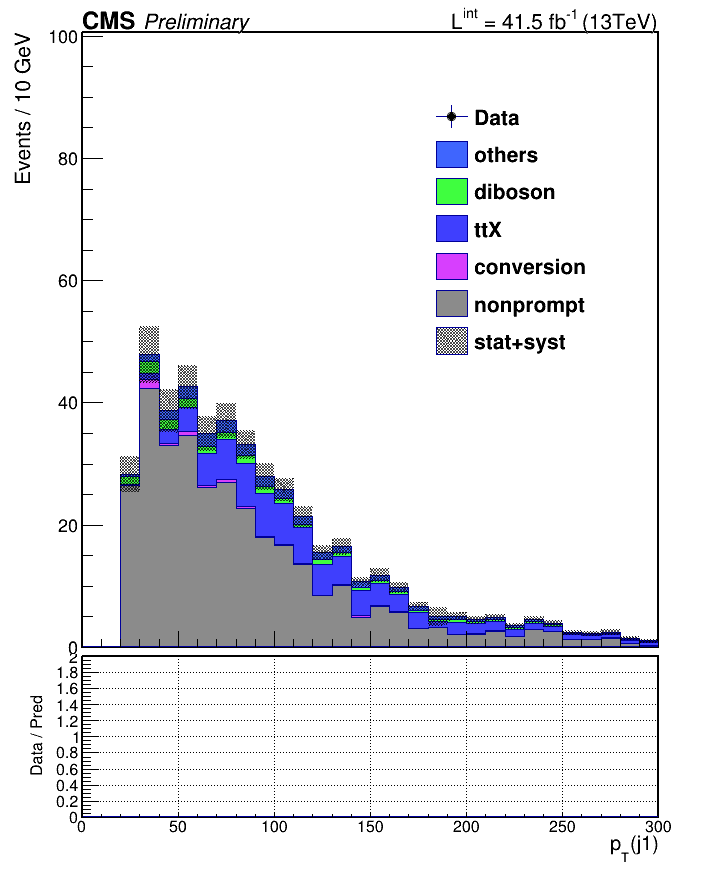 CMS Preliminary
L^int = 41.5 fb^-1 (13TeV)
Events / 10 GeV
100
80
60
40
20
0
Data
others
diboson
ttX
conversion
nonprompt
stat+syst
Data / Pred
2
1.8
1.6
1.4
1.2
1
0.8
0.6
0.4
0.2
0
0 50 100 150 200 250 300
p_T(j1)